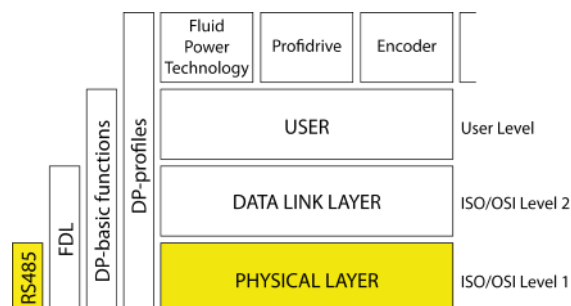 Fluid
Power
Technology
Profidrive
Encoder
USER
User Level
DATA LINK LAYER
ISO/OSI Level 2
PHYSICAL LAYER
ISO/OSI Level 1
RS485
FDL
DP-basic functions
DP-profiles